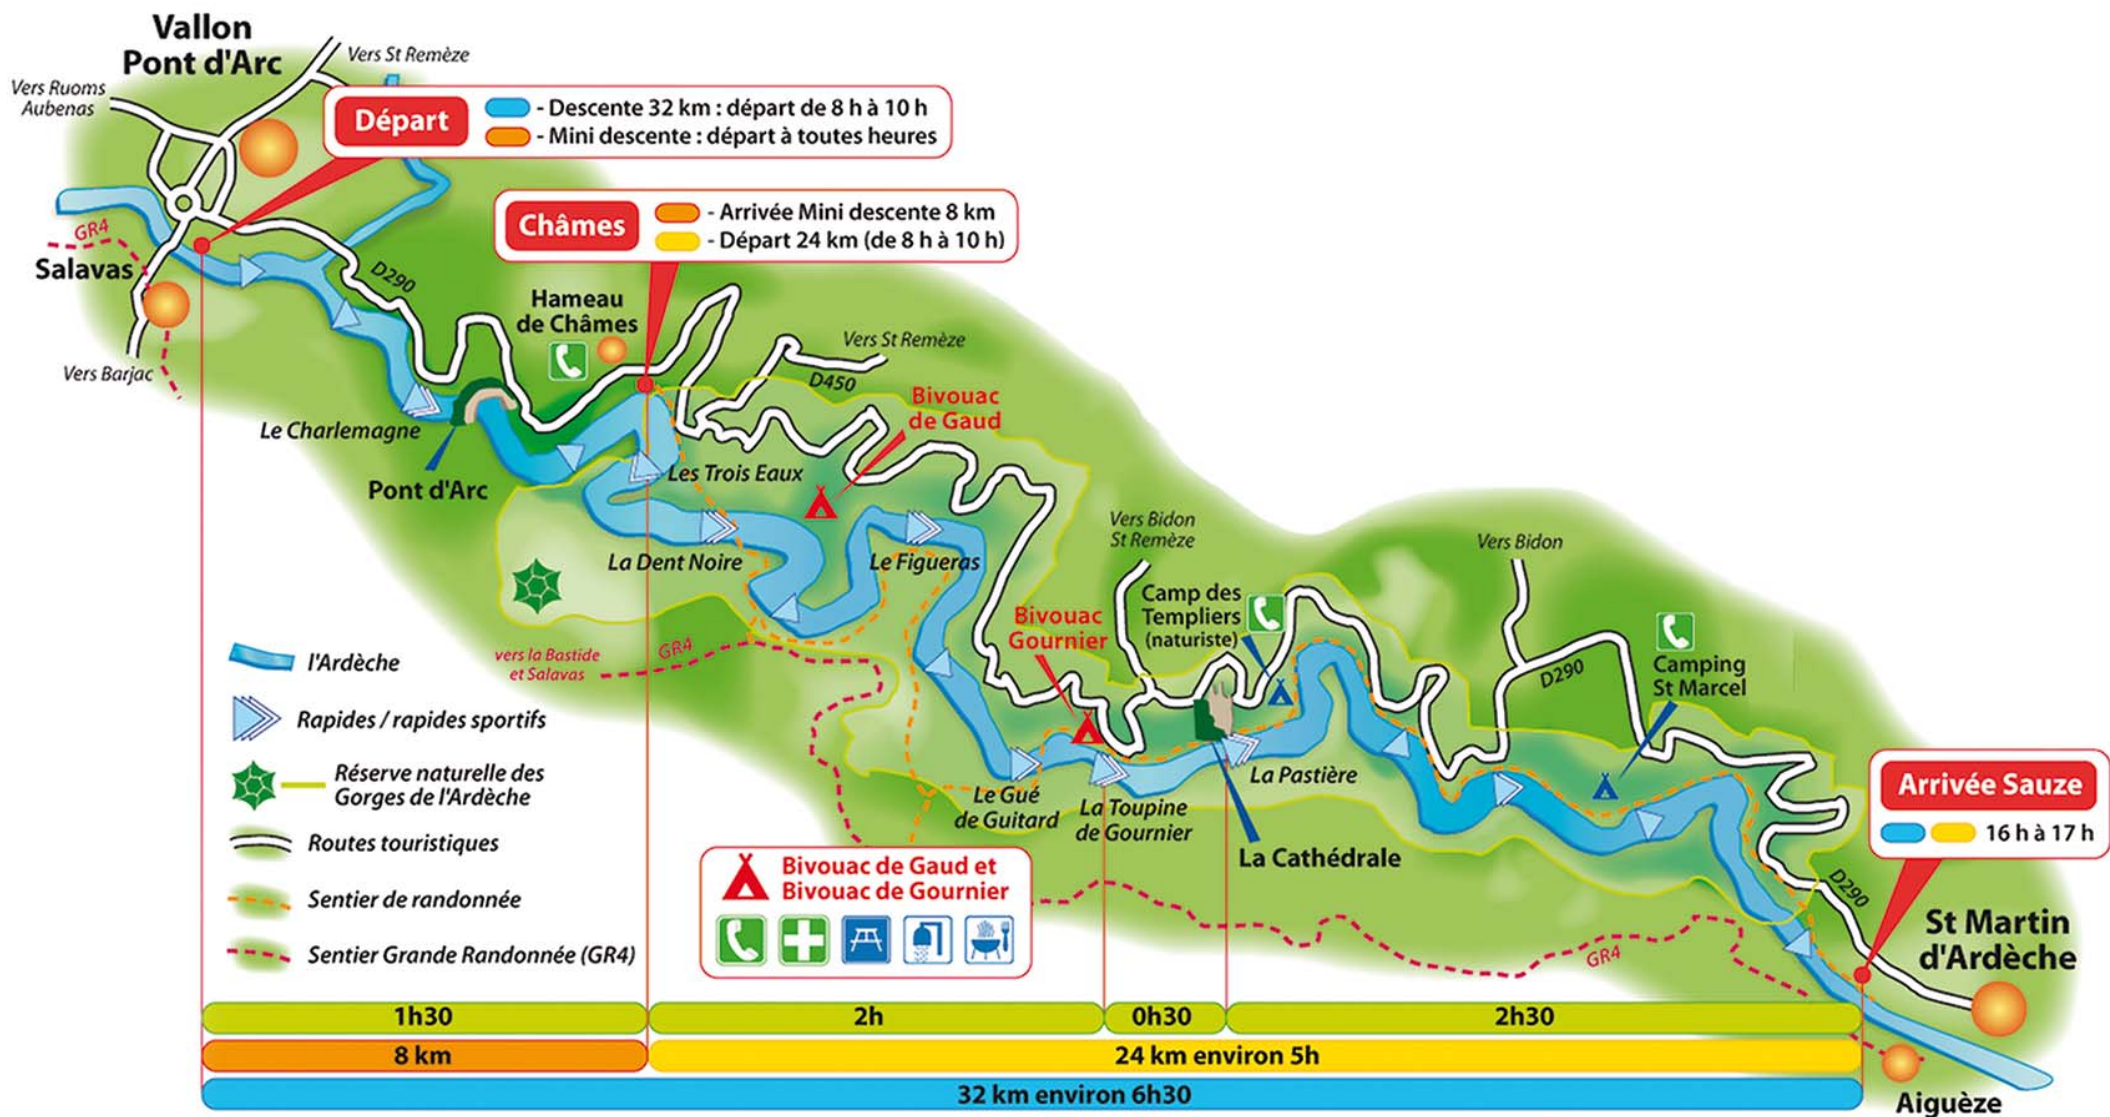 Vallon
Pont d'Arc
Vers St Remèze
Vers Ruoms
Aubenas
Départ
- Descente 32 km : départ de 8 h à 10 h
- Mini descente : départ à toutes heures
Châmes
- Arrivée Mini descente 8 km
- Départ 24 km (de 8 h à 10 h)
GR4
Salavas
D290
Vers Barjac
Hameau
de Châmes
Vers St Remèze
D450
Le Charlemagne
Pont d'Arc
Les Trois Eaux
Bivouac
de Gaud
La Dent Noire
Le Figueras
Vers Bidon
St Remèze
Vers Bidon
Camp des
Templiers
(naturiste)
Bivouac
Gournier
vers la Bastide
et Salavas
GR4
D290
Camping
St Marcel
Le Gué
de Guitard
La Toupine
de Gournier
La Pastière
La Cathédrale
Arrivée Sauze
16 h à 17 h
D290
St Martin
d'Ardèche
GR4
Aiguèze
l'Ardèche
Rapides / rapides sportifs
Réserve naturelle des
Gorges de l'Ardèche
Routes touristiques
Sentier de randonnée
Sentier Grande Randonnée (GR4)
Bivouac de Gaud et
Bivouac de Gournier
1h30
2h
0h30
2h30
8 km
24 km environ 5h
32 km environ 6h30